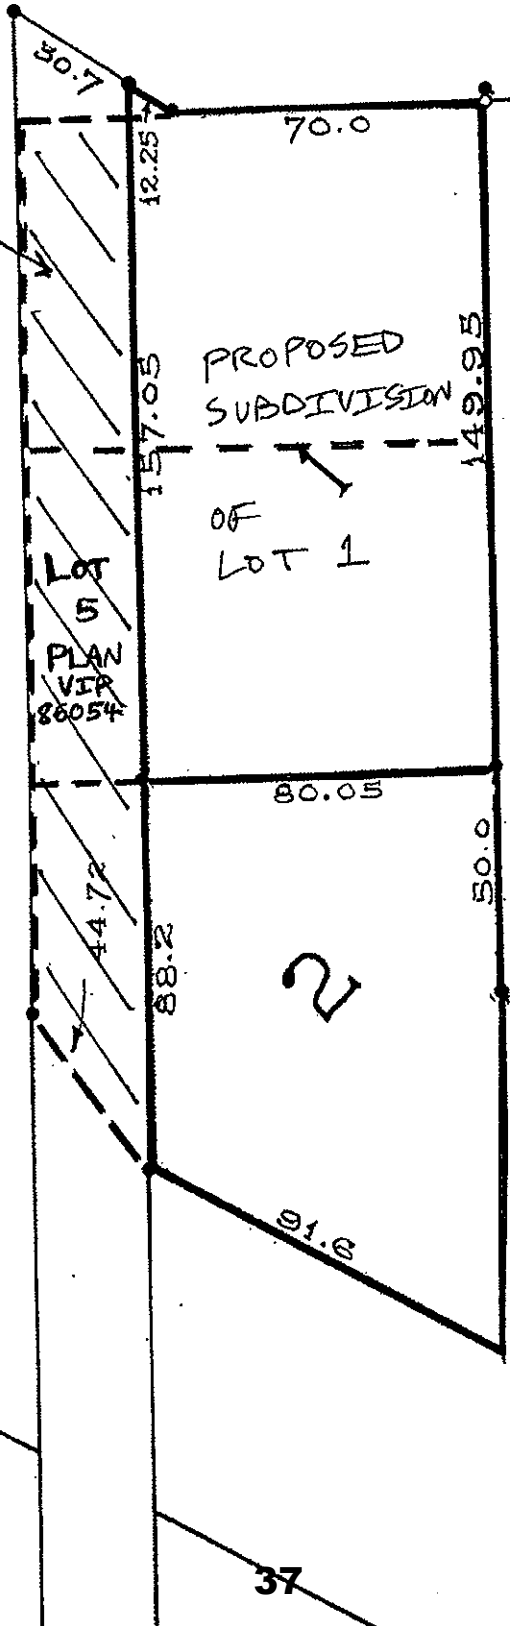 30.7
70.0
12.25
PROPOSED
SUBDIVISION
157.05
149.95
OF
LOT 1
LOT
5
PLAN
VIP
86054
80.05
50.0
44.72
88.2
2
91.6
37